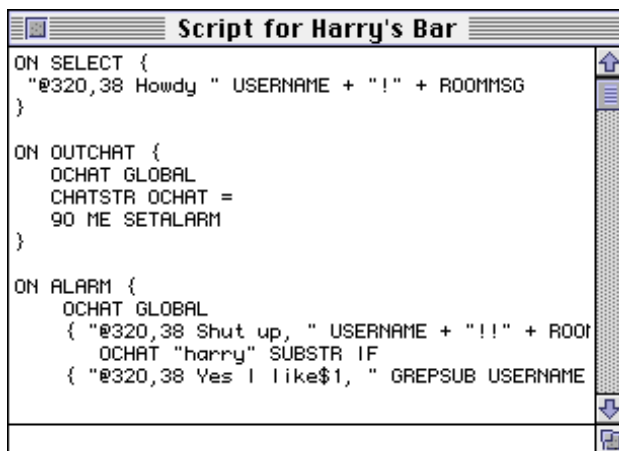 Script for Harry's Bar
ON SELECT {
"@320,38 Howdy " USERNAME + "!" + ROOMMSG
}
ON OUTCHAT {
OCHAT GLOBAL
CHATSTR OCHAT =
90 ME SETALARM
}
ON ALARM {
OCHAT GLOBAL
{ "@320,38 Shut up, " USERNAME + "!!" +
OCHAT "harry" SUBSTR IF
{ "@320,38 Yes I like$1, " GREPSUB USERNAME